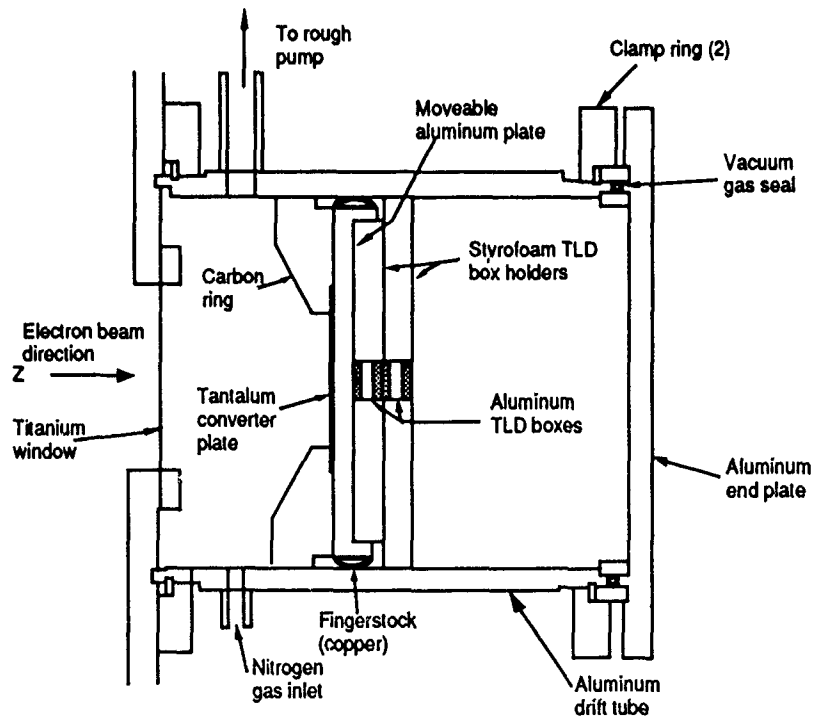 To rough
pump
Clamp ring (2)
Moveable
aluminum plate
Vacuum
gas seal
Styrofoam TLD
box holders
Carbon
ring
Electron beam
direction
Z
Tantalum
converter
plate
Aluminum
TLD boxes
Titanium
window
Aluminum
end plate
Fingerstock
(copper)
Nitrogen
gas inlet
Aluminum
drift tube